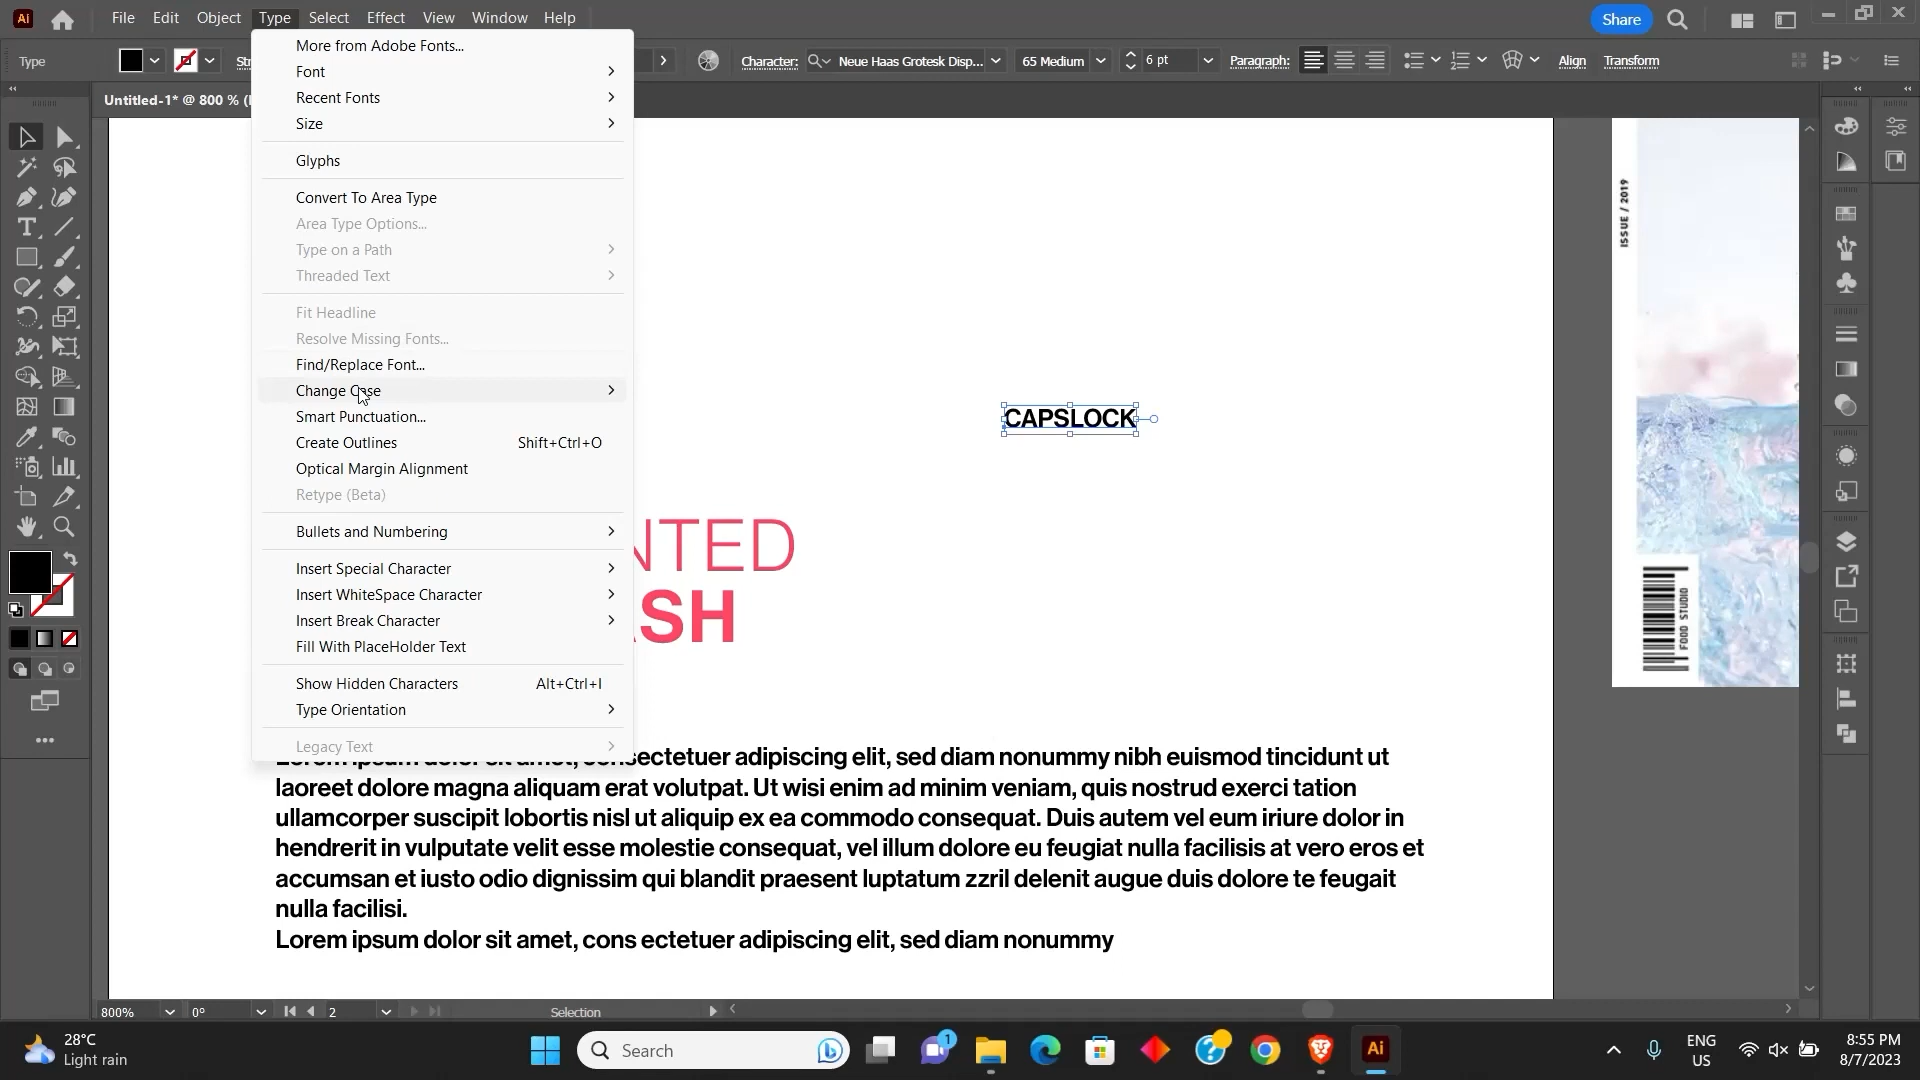 Ai File Edit Object Type Select Effect View Window Help Share
Type Character: Neue Haas Grotesk Disp... 65 Medium 6 pt Paragraph: Align Transform
Untitled-1* @ 800 %
More from Adobe Fonts...
Font
Recent Fonts
Size
Glyphs
Convert To Area Type
Area Type Options...
Type on a Path
Threaded Text
Fit Headline
Resolve Missing Fonts...
Find/Replace Font...
Change Case
Smart Punctuation...
Create Outlines Shift+Ctrl+O
Optical Margin Alignment
Retype (Beta)
Bullets and Numbering
Insert Special Character
Insert WhiteSpace Character
Insert Break Character
Fill With PlaceHolder Text
Show Hidden Characters Alt+Ctrl+I
Type Orientation
Legacy Text
ISSUE / 2019
CAPSLOCK
NTED
ASH
FOOD STUDIO
Lorem ipsum dolor sit amet, cons ectetuer adipiscing elit, sed diam nonummy nibh euismod tincidunt ut
laoreet dolore magna aliquam erat volutpat. Ut wisi enim ad minim veniam, quis nostrud exerci tation
ullamcorper suscipit lobortis nisl ut aliquip ex ea commodo consequat. Duis autem vel eum iriure dolor in
hendrerit in vulputate velit esse molestie consequat, vel illum dolore eu feugiat nulla facilisis at vero eros et
accumsan et iusto odio dignissim qui blandit praesent luptatum zzril delenit augue duis dolore te feugait
nulla facilisi.
Lorem ipsum dolor sit amet, cons ectetuer adipiscing elit, sed diam nonummy
800% 0° 2 Selection
28°C
Light rain
Search
1
Ai
ENG
US
8:55 PM
8/7/2023